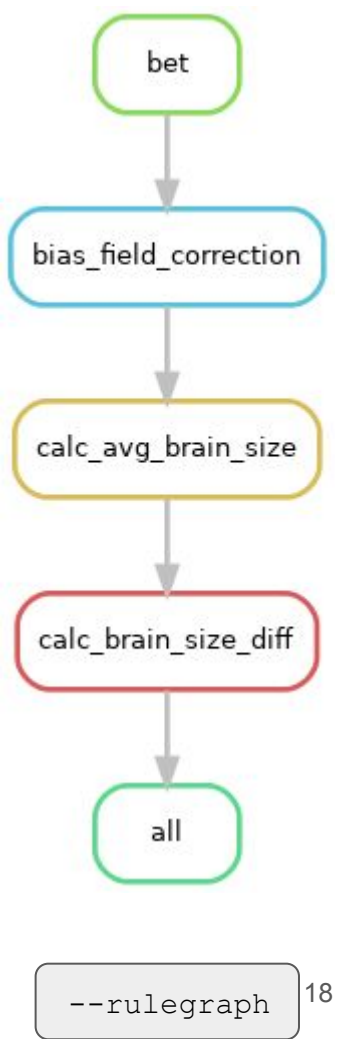 bet
bias_field_correction
calc_avg_brain_size
calc_brain_size_diff
all
--rulegraph
18